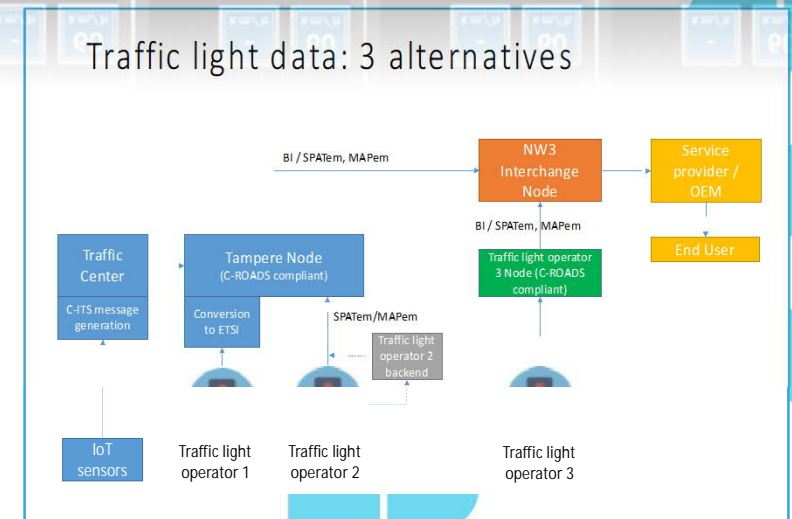 Traffic light data: 3 alternatives
BI / SPATem, MAPem
NW3
Interchange
Node
Service
provider /
OEM
BI / SPATem, MAPem
Traffic
Center
Tampere Node
(C-ROADS compliant)
Traffic light operator
3 Node (C-ROADS
compliant)
End User
C-ITS message
generation
Conversion
to ETSI
SPATem/MAPem
Traffic light
operator 2
backend
IoT
sensors
Traffic light
operator 1
Traffic light
operator 2
Traffic light
operator 3